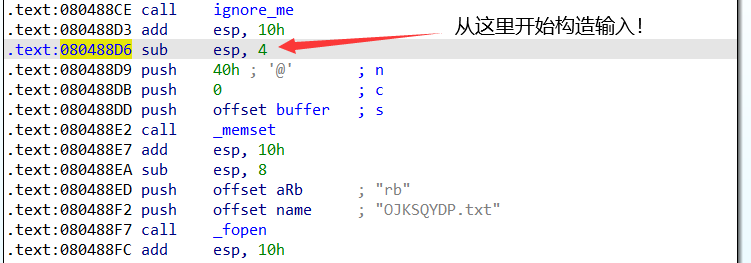 .text:080488CE call ignore_me
.text:080488D3 add esp, 10h
.text:080488D6 sub esp, 4 从这里开始构造输入!
.text:080488D9 push 40h ; '@' ; n
.text:080488DB push 0 ; c
.text:080488DD push offset buffer ; s
.text:080488E2 call _memset
.text:080488E7 add esp, 10h
.text:080488EA sub esp, 8
.text:080488ED push offset aRb ; "rb"
.text:080488F2 push offset name ; "OJKSQYDP.txt"
.text:080488F7 call _fopen
.text:080488FC add esp, 10h